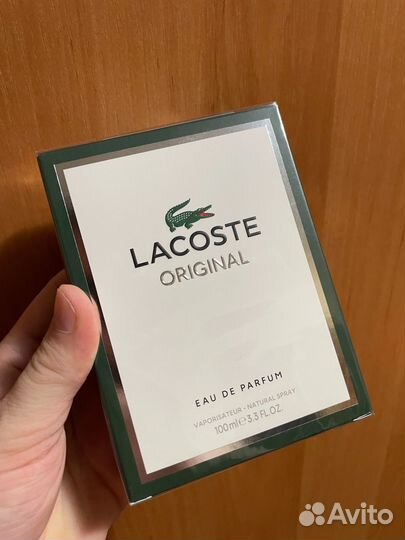 LACOSTE
ORIGINAL
EAU DE PARFUM
VAPORISATEUR - NATURAL SPRAY
100ml℮3.3 FL.OZ.
Avito